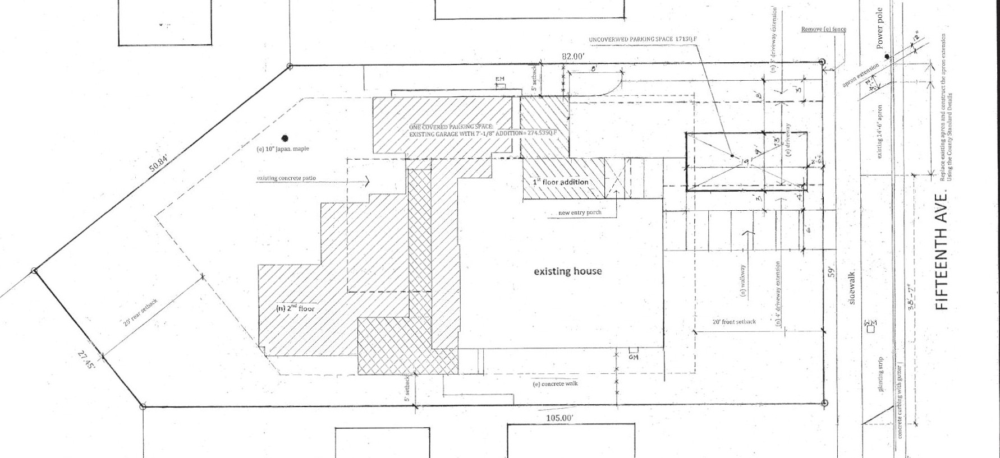 Remove (e) fence
UNCOVERWED PARKING SPACE 171SQ.F
82.00'
(n) 3' driveway extension
Power pole
12"
apron extension
EM
5' setback
8'
8'
3'
ONE COVERED PARKING SPACE:
EXISTING GARAGE WITH 7'-1/8" ADDITION= 274.53SQ.F
(e) 10" Japan. maple
50.84'
existing concrete patio
1st floor addition
new entry porch
9'
19'
13'
(e) driveway
2'-6"
3'
4'
6'
existing 14'-6" apron
Replace existing apron and construct the apron extension
Using the County Standard Details
FIFTEENTH AVE.
existing house
(n) walkway
(n) 4' driveway extension
59'
sidewalk
38'-7"
20' rear setback
(n) 2nd floor
20' front setback
WM
27.45'
GM
5' setback
(e) concrete walk
planting strip
concrete curbing with gutter
105.00'